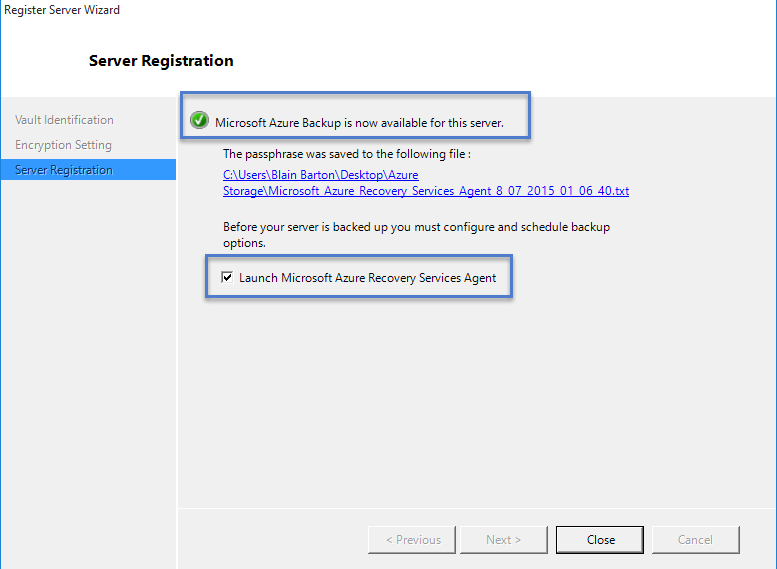 Register Server Wizard
Server Registration
Vault Identification
Encryption Setting
Server Registration
Microsoft Azure Backup is now available for this server.
The passphrase was saved to the following file :
C:\Users\Blain Barton\Desktop\Azure
Storage\Microsoft_Azure_Recovery_Services_Agent_8_07_2015_01_06_40.txt
Before your server is backed up you must configure and schedule backup
options.
Launch Microsoft Azure Recovery Services Agent
< Previous
Next >
Close
Cancel